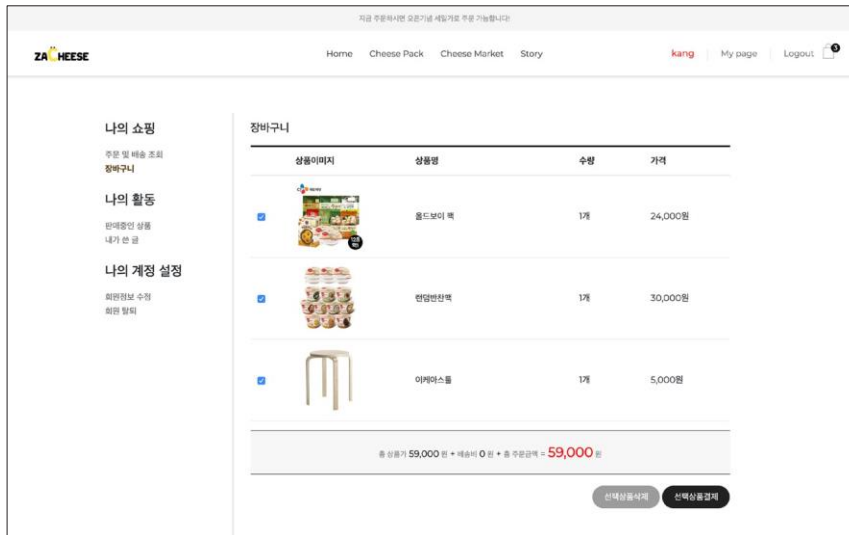 지금 주문하시면 오픈기념 세일가로 주문 가능합니다!
ZACHEESE
Home Cheese Pack Cheese Market Story
kang My page Logout 3
나의 쇼핑
주문 및 배송 조회
장바구니
나의 활동
판매중인 상품
내가 쓴 글
나의 계정 설정
회원정보 수정
회원 탈퇴
장바구니
상품이미지 상품명 수량 가격
올드보이 팩 1개 24,000원
랜덤반찬팩 1개 30,000원
이케아스툴 1개 5,000원
총 상품가 59,000 원 + 배송비 0 원 + 총 주문금액 = 59,000 원
선택상품삭제 선택상품결제